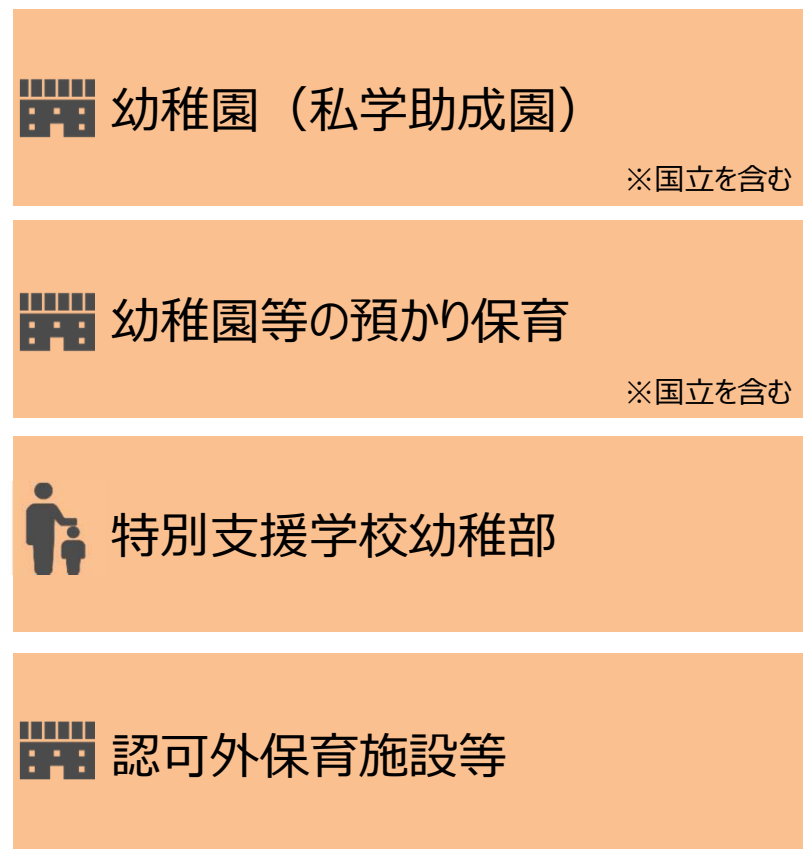 幼稚園（私学助成園）
※国立を含む
幼稚園等の預かり保育
※国立を含む
特別支援学校幼稚部
認可外保育施設等